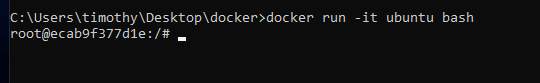 C:\Users\timothy\Desktop\docker>docker run -it ubuntu bash
root@ecab9f377d1e:/#